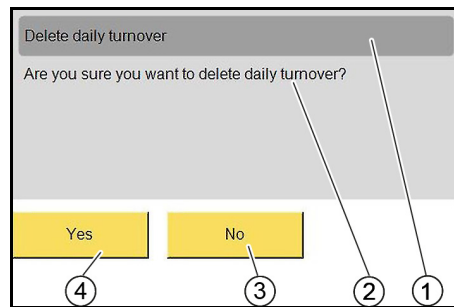 Delete daily turnover
Are you sure you want to delete daily turnover?
Yes
No
4
3
2
1